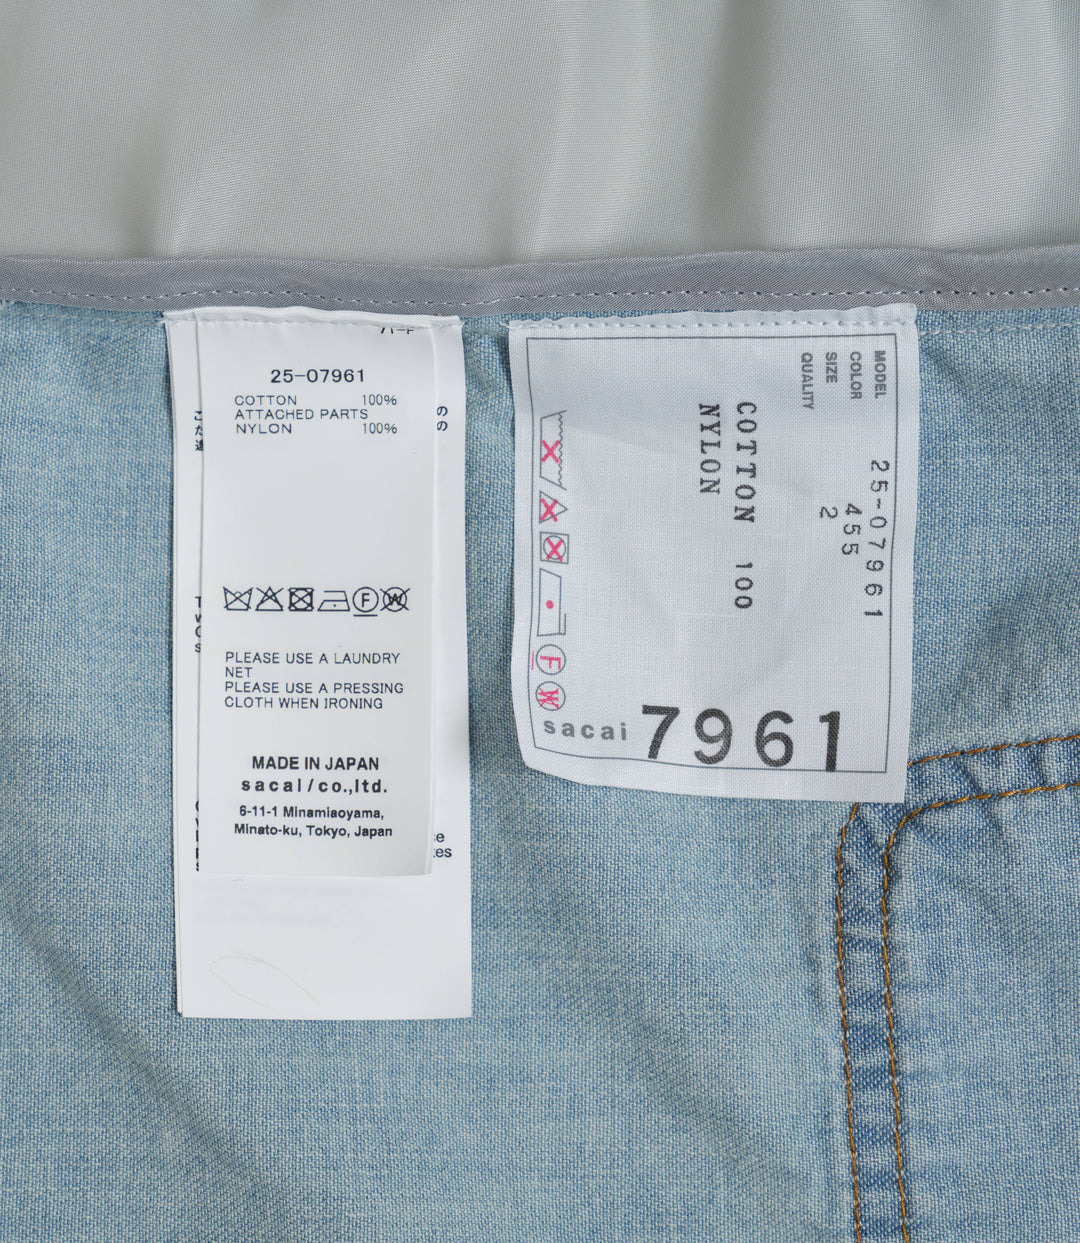 25-07961
COTTON 100%
ATTACHED PARTS
NYLON 100%
F
W
PLEASE USE A LAUNDRY
NET
PLEASE USE A PRESSING
CLOTH WHEN IRONING
MADE IN JAPAN
sacai/co.,ltd.
6-11-1 Minamiaoyama,
Minato-ku, Tokyo, Japan
MODEL 25-07961
COLOR 455
SIZE 2
QUALITY
COTTON 100
NYLON
F
W
sacai 7961